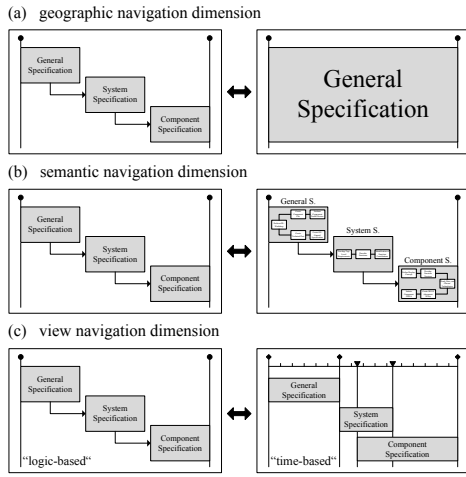 (a) geographic navigation dimension
General
Specification
System
Specification
Component
Specification
General
Specification
(b) semantic navigation dimension
General
Specification
System
Specification
Component
Specification
General S.
System S.
Component S.
(c) view navigation dimension
General
Specification
System
Specification
Component
Specification
“logic-based“
General
Specification
System
Specification
Component
Specification
“time-based“